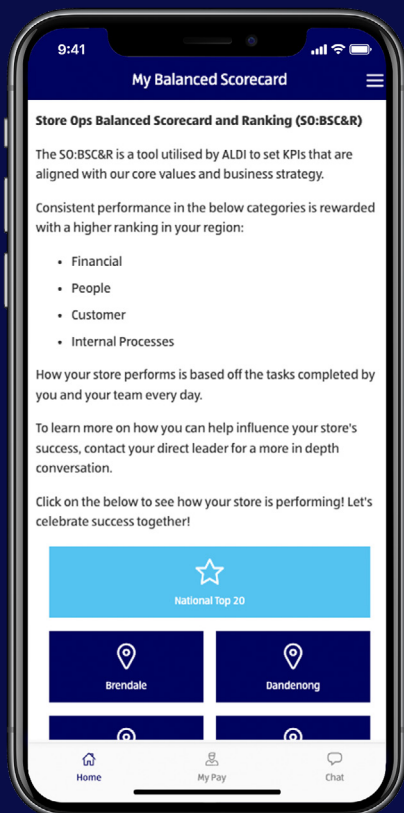 9:41
My Balanced Scorecard
Store Ops Balanced Scorecard and Ranking (SO:BSC&R)
The SO:BSC&R is a tool utilised by ALDI to set KPIs that are
aligned with our core values and business strategy.
Consistent performance in the below categories is rewarded
with a higher ranking in your region:
• Financial
• People
• Customer
• Internal Processes
How your store performs is based off the tasks completed by
you and your team every day.
To learn more on how you can help influence your store's
success, contact your direct leader for a more in depth
conversation.
Click on the below to see how your store is performing! Let's
celebrate success together!
National Top 20
Brendale Dandenong
Home My Pay Chat